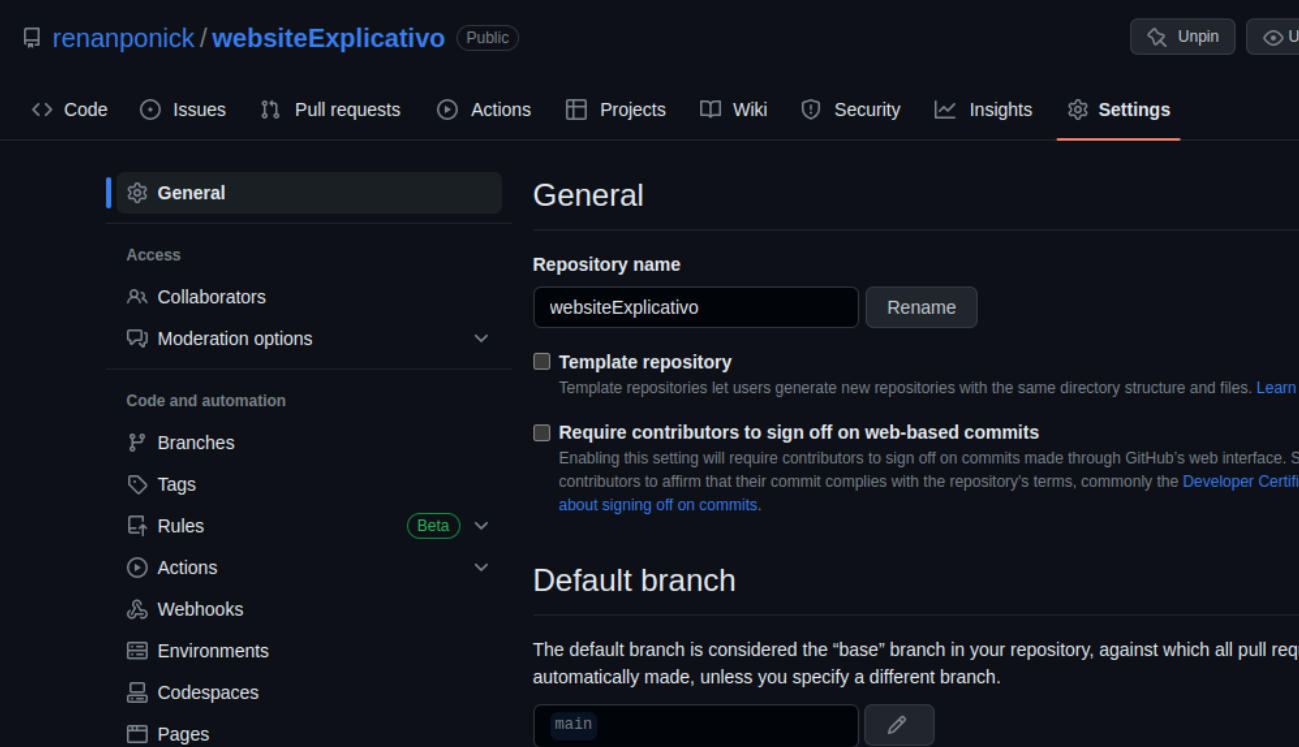 renanponick / websiteExplicativo Public
Unpin
Code Issues Pull requests Actions Projects Wiki Security Insights Settings
General
Access
Collaborators
Moderation options
Code and automation
Branches
Tags
Rules Beta
Actions
Webhooks
Environments
Codespaces
Pages
General
Repository name
websiteExplicativo Rename
Template repository
Template repositories let users generate new repositories with the same directory structure and files. Learn
Require contributors to sign off on web-based commits
Enabling this setting will require contributors to sign off on commits made through GitHub's web interface.
contributors to affirm that their commit complies with the repository's terms, commonly the Developer
about signing off on commits.
Default branch
The default branch is considered the “base” branch in your repository, against which all pull
automatically made, unless you specify a different branch.
main